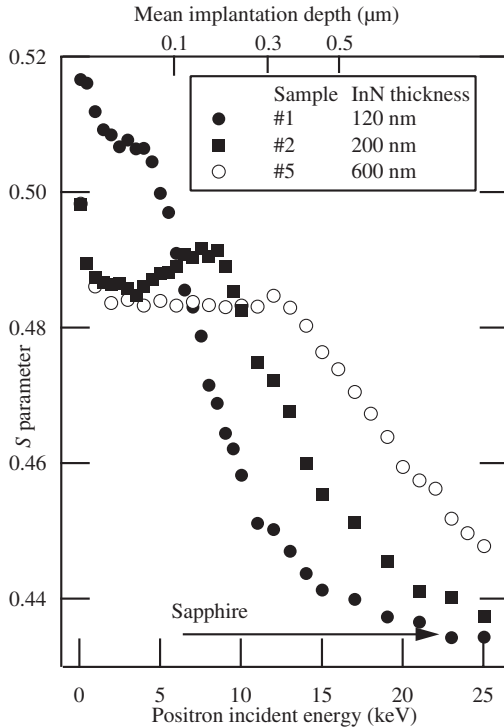 Mean implantation depth (μm)
0.1 0.3 0.5
0.52
0.50
0.48
0.46
0.44
S parameter
Sample InN thickness
#1 120 nm
#2 200 nm
#5 600 nm
Sapphire
0 5 10 15 20 25
Positron incident energy (keV)